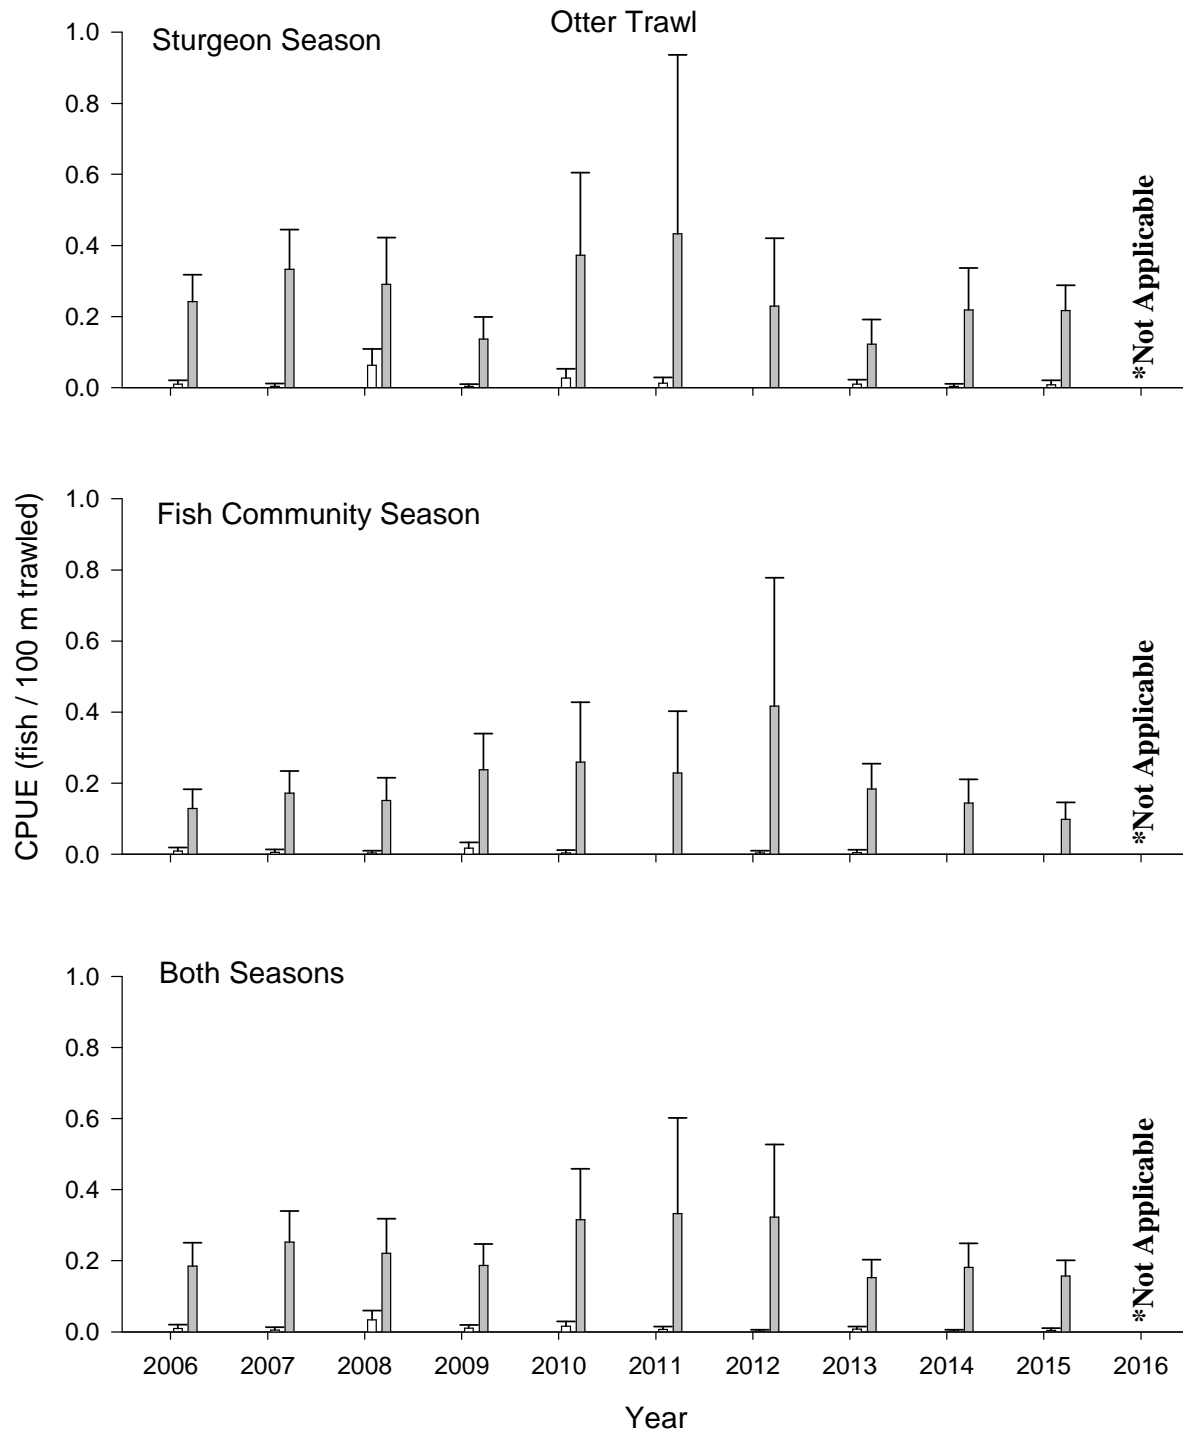 Otter Trawl
Sturgeon Season
1.0
0.8
0.6
0.4
0.2
0.0
*Not Applicable
CPUE (fish / 100 m trawled)
Fish Community Season
1.0
0.8
0.6
0.4
0.2
0.0
*Not Applicable
Both Seasons
1.0
0.8
0.6
0.4
0.2
0.0
*Not Applicable
2006 2007 2008 2009 2010 2011 2012 2013 2014 2015 2016
Year